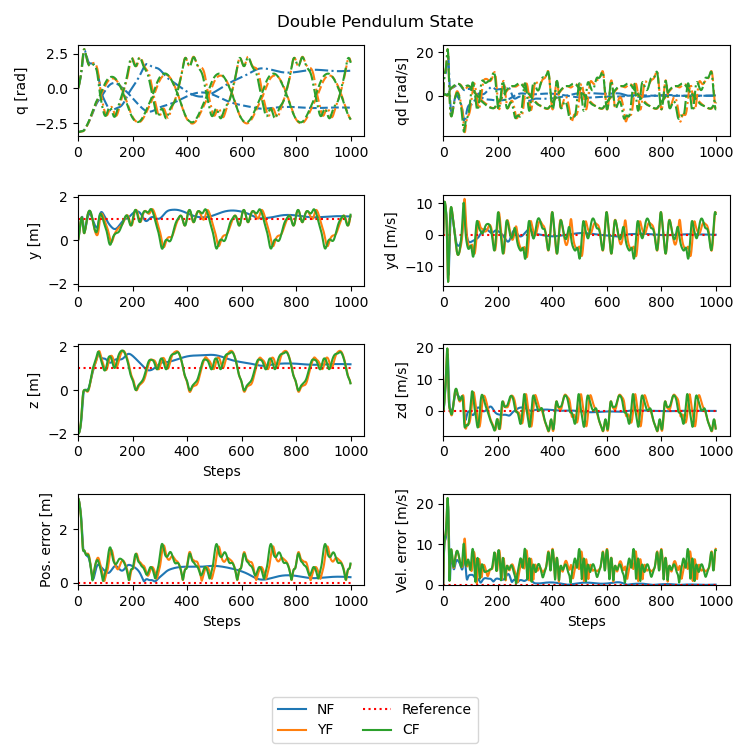 Double Pendulum State
q [rad]
2.5
0.0
−2.5
0 200 400 600 800 1000
qd [rad/s]
20
0
0 200 400 600 800 1000
y [m]
2
0
−2
0 200 400 600 800 1000
yd [m/s]
10
0
−10
0 200 400 600 800 1000
z [m]
2
0
−2
0 200 400 600 800 1000
Steps
zd [m/s]
20
10
0
0 200 400 600 800 1000
Pos. error [m]
2
0
0 200 400 600 800 1000
Steps
Vel. error [m/s]
20
10
0
0 200 400 600 800 1000
Steps
NF
YF
Reference
CF